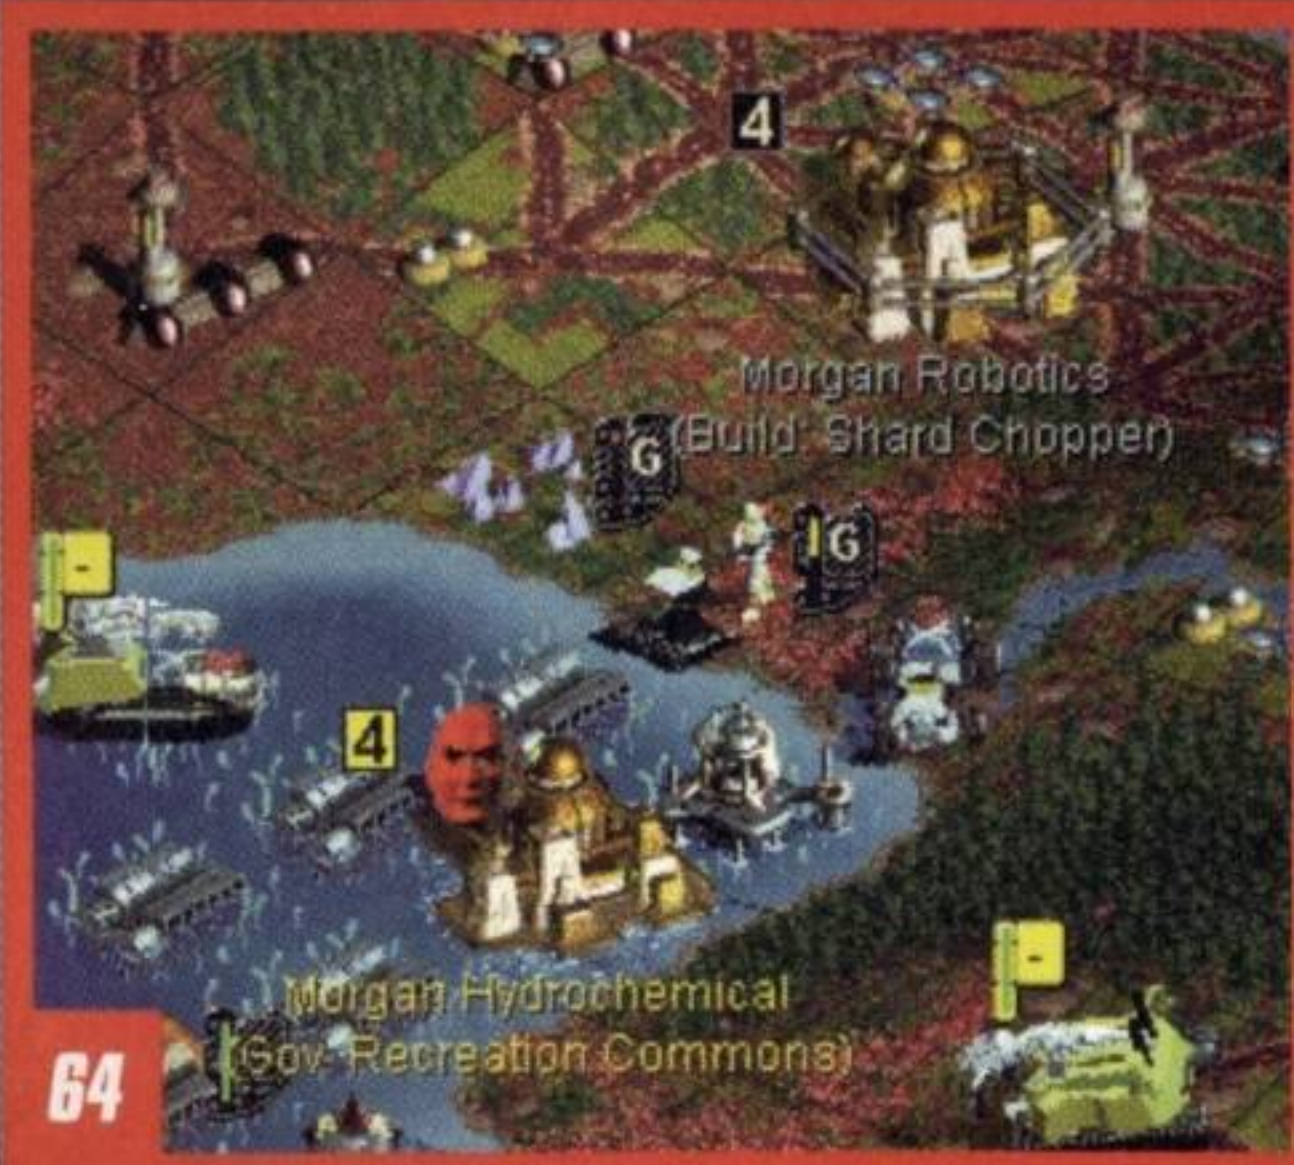 4
Morgan Robotics
(Build: Shard Chopper)
G
G
-
4
Morgan Hydrochemical
(Gov: Recreation Commons)
-
64